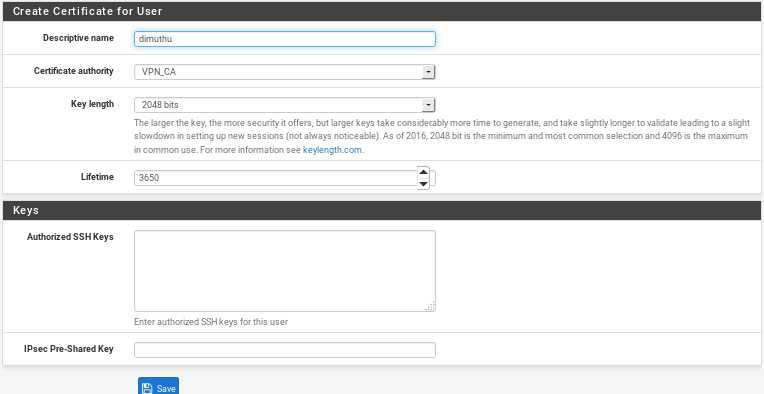 Create Certificate for User
Descriptive name
dimuthu
Certificate authority
VPN_CA
Key length
2048 bits
The larger the key, the more security it offers, but larger keys take considerably more time to generate, and take slightly longer to validate leading to a slight
slowdown in setting up new sessions (not always noticeable). As of 2016, 2048 bit is the minimum and most common selection and 4096 is the maximum
in common use. For more information see keylength.com.
Lifetime
3650
Keys
Authorized SSH Keys
Enter authorized SSH keys for this user
IPsec Pre-Shared Key
Save